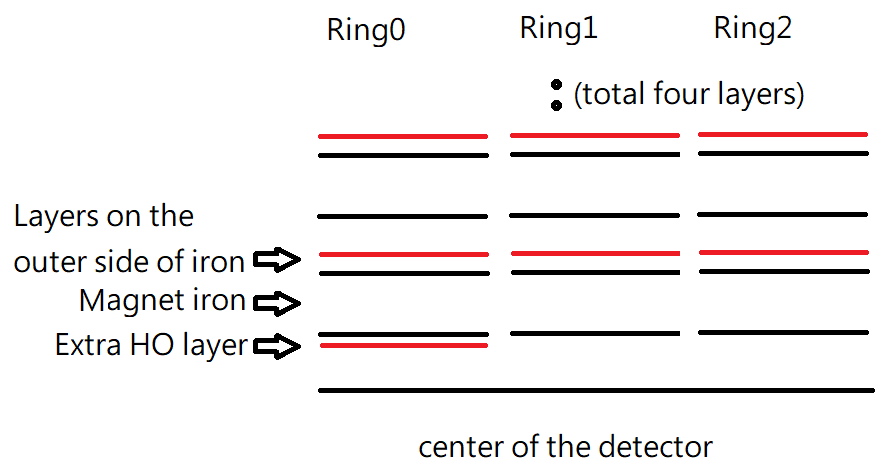 Ring0 Ring1 Ring2
(total four layers)
Layers on the
outer side of iron
Magnet iron
Extra HO layer
center of the detector